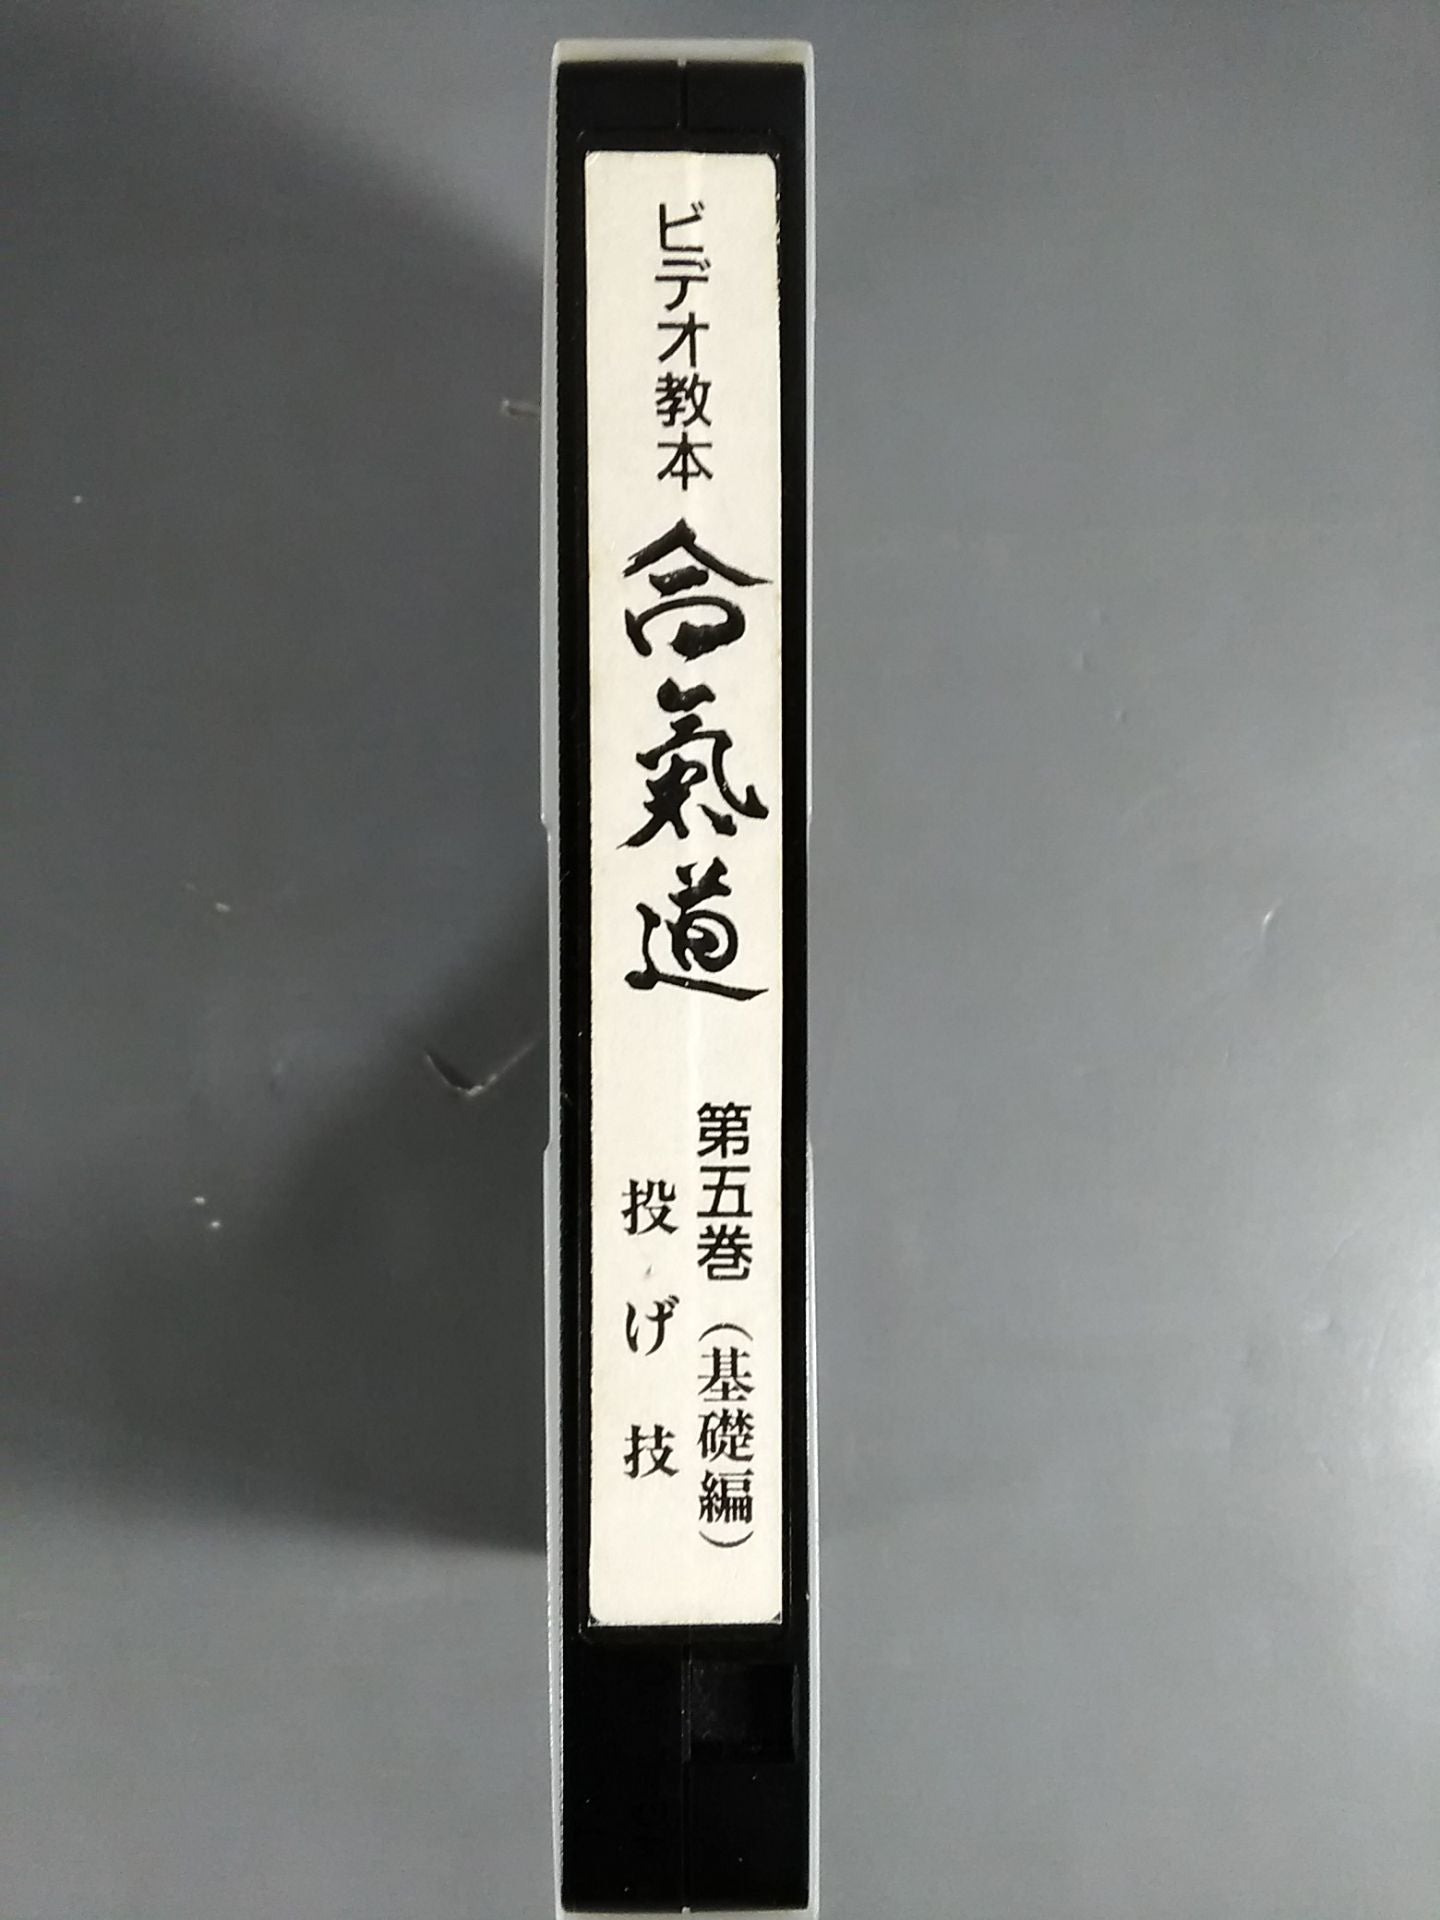 ビデオ教本
合氣道
第五巻（基礎編）
投げ技